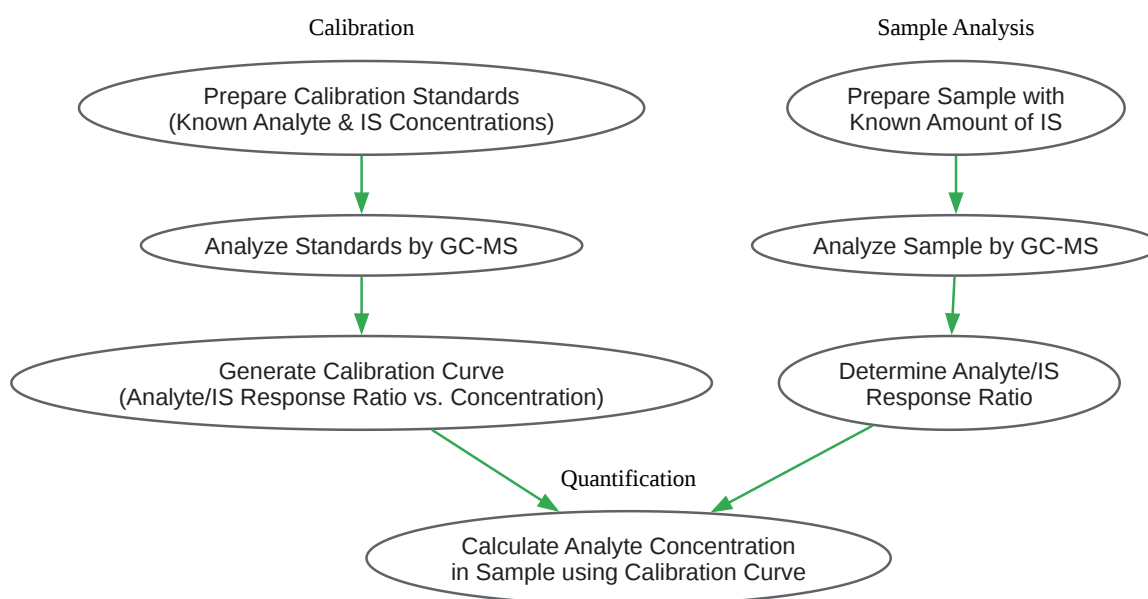 Calibration
Prepare Calibration Standards
(Known Analyte & IS Concentrations)
Analyze Standards by GC-MS
Generate Calibration Curve
(Analyte/IS Response Ratio vs. Concentration)
Sample Analysis
Prepare Sample with
Known Amount of IS
Analyze Sample by GC-MS
Determine Analyte/IS
Response Ratio
Quantification
Calculate Analyte Concentration
in Sample using Calibration Curve